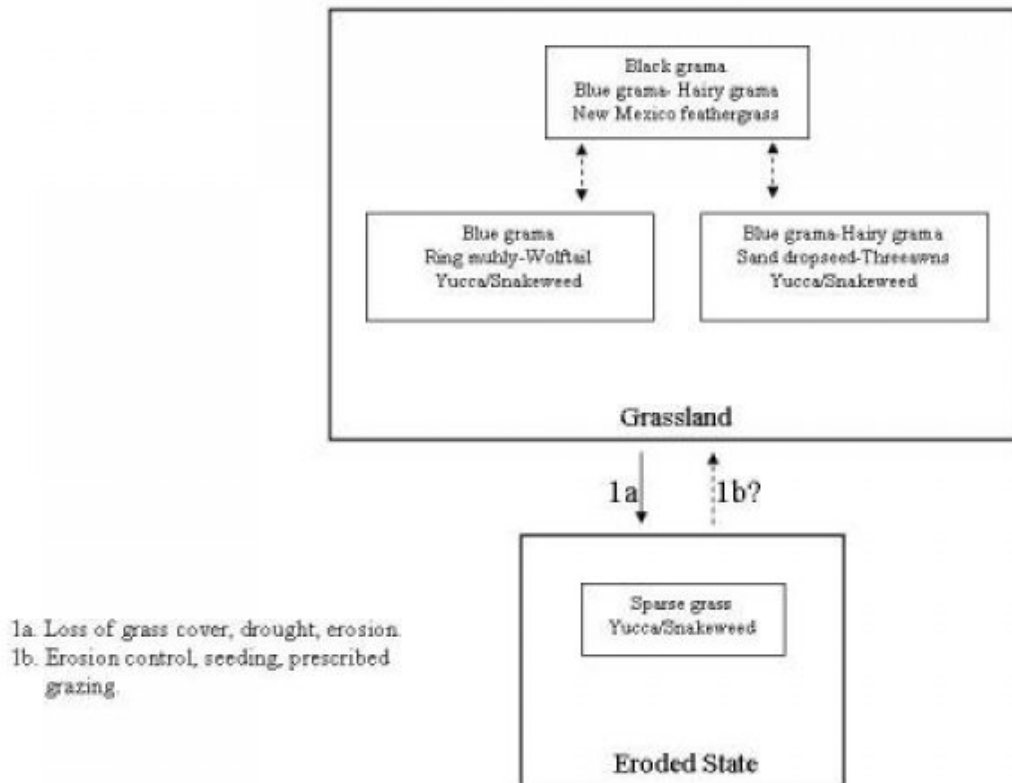 Black grama
Blue grama- Hairy grama
New Mexico feathergrass
Blue grama
Ring muhly-Wolftail
Yucca/Snakeweed
Blue grama-Hairy grama
Sand dropseed-Threeawns
Yucca/Snakeweed
Grassland
1a
1b?
Sparse grass
Yucca/Snakeweed
1a. Loss of grass cover, drought, erosion.
1b. Erosion control, seeding, prescribed
grazing.
Eroded State